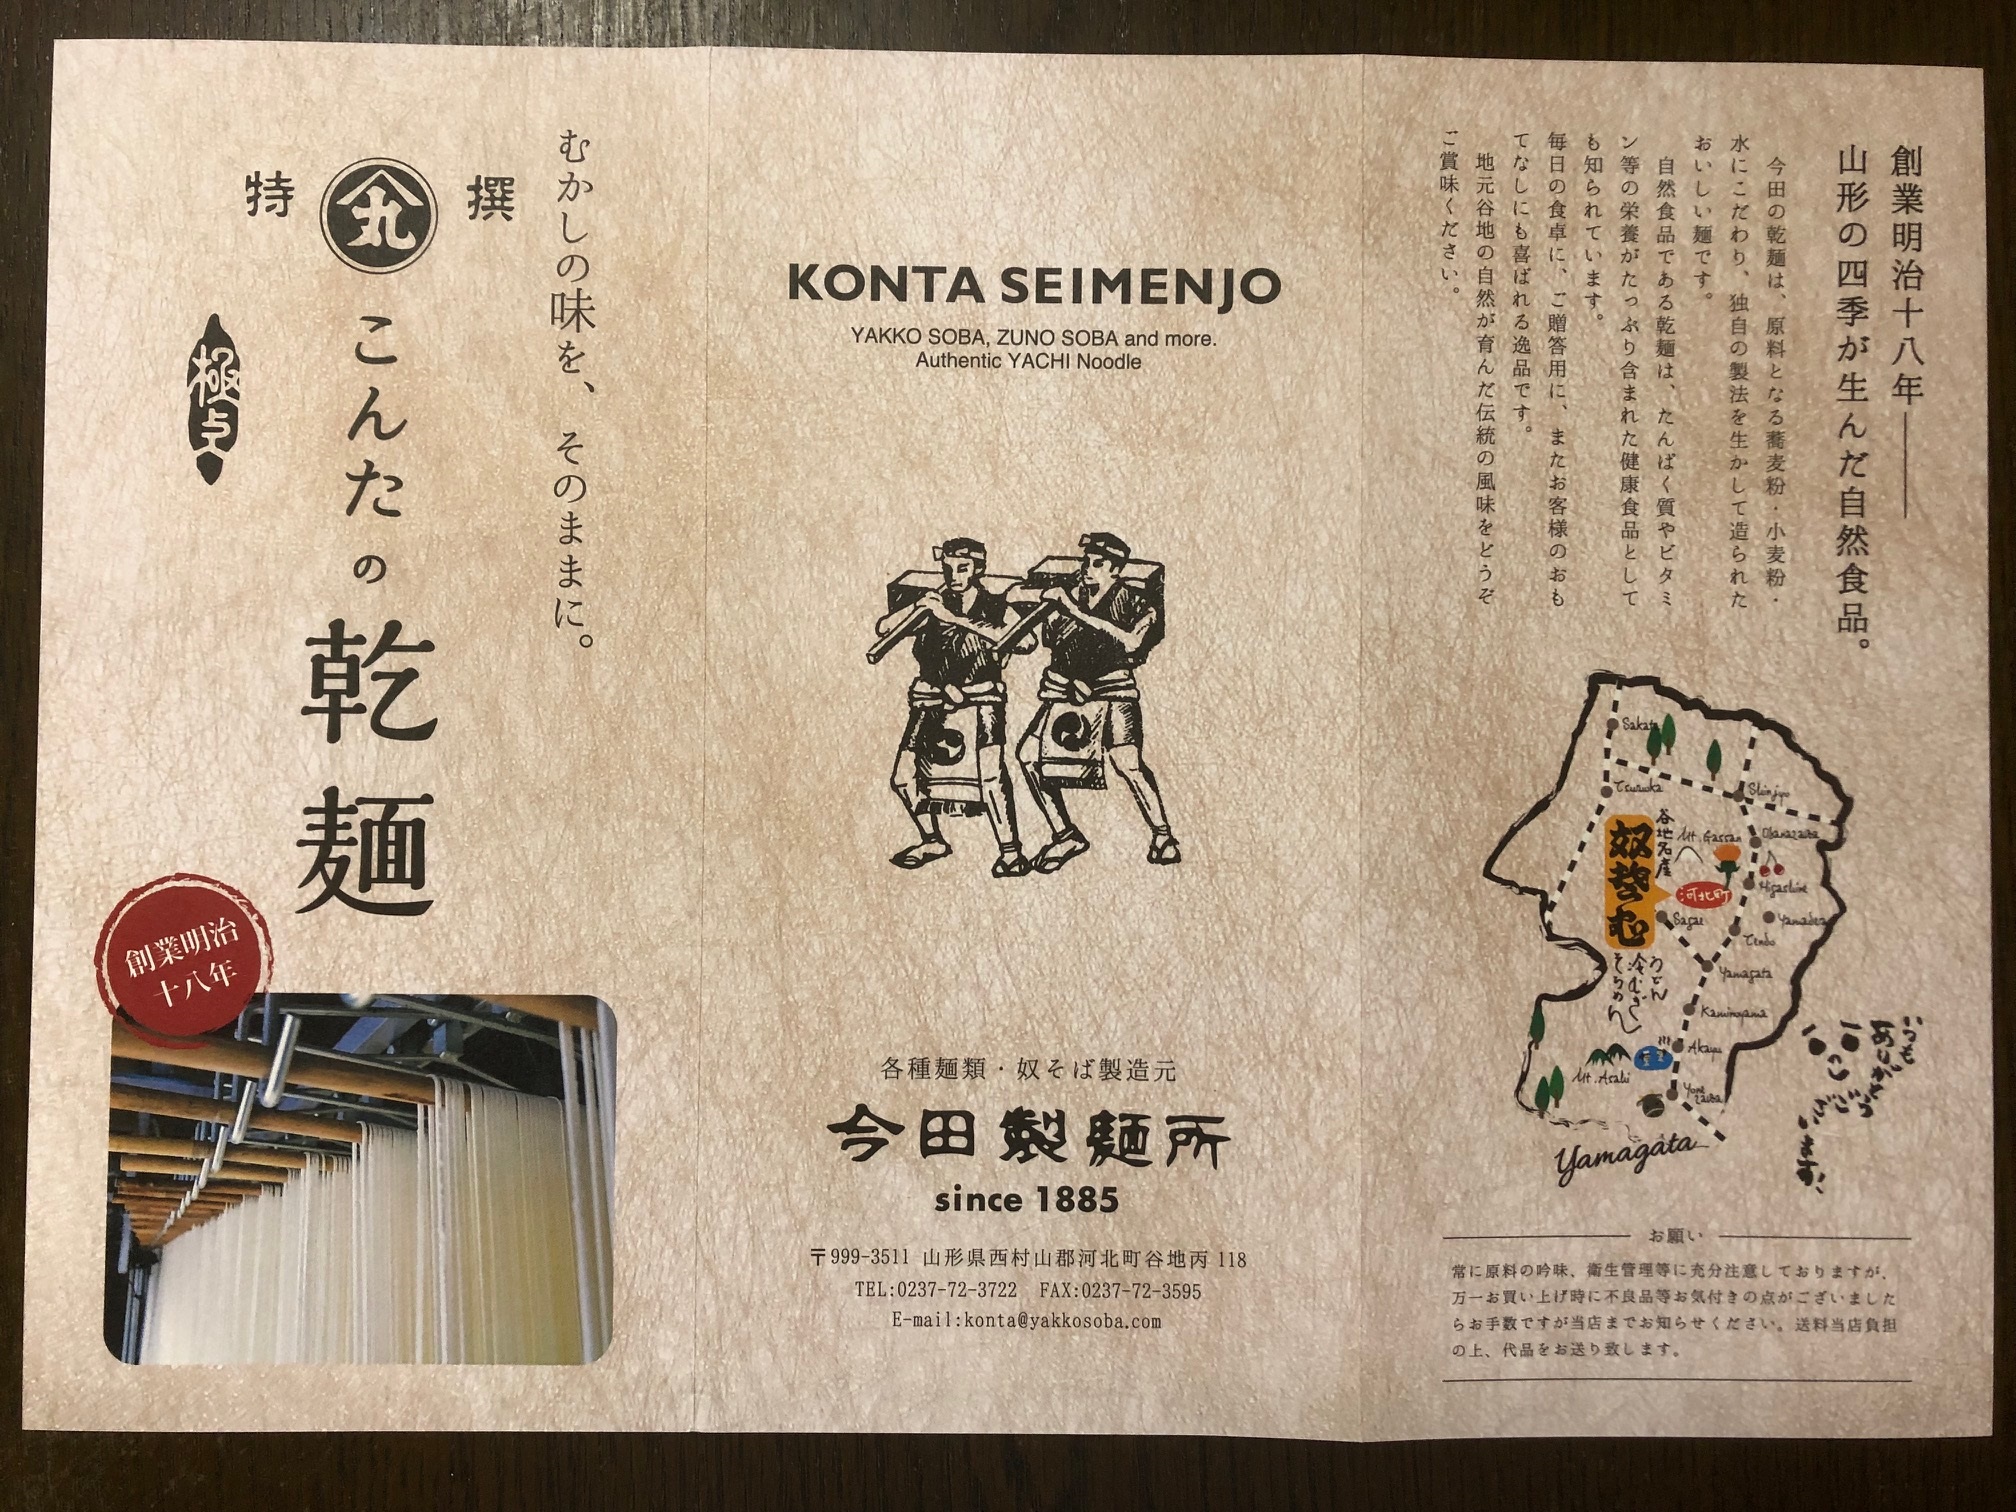 創業明治十八年――
山形の四季が生んだ自然食品。
今田の乾麺は、原料となる蕎麦粉・小麦粉・
水にこだわり、独自の製法を生かして造られた
おいしい麺です。
自然食品である乾麺は、たんぱく質やビタミ
ン等の栄養がたっぷり含まれた健康食品として
も知られています。
毎日の食卓に、ご贈答用に、またお客様のおも
てなしにも喜ばれる逸品です。
地元谷地の自然が育んだ伝統の風味をどうぞ
ご賞味ください。
Sakata
Tsuruoka
Shinjyo
Obanazawa
谷地名産
奴そば
Mt. Gassan
河北町
Higashine
Sagae
Yamadera
Tendo
うどん
冷むぎ
そうめん
Yamagata
Kaminoyama
Akayu
Mt. Asahi
Yonezawa
Yamagata
いつも
ありがとう
ございます。
お願い
常に原料の吟味、衛生管理等に充分注意しておりますが、
万一お買い上げ時に不良品等お気付きの点がございました
らお手数ですが当店までお知らせください。送料当店負担
の上、代品をお送り致します。
KONTA SEIMENJO
YAKKO SOBA, ZUNO SOBA and more.
Authentic YACHI Noodle
各種麺類・奴そば製造元
今田製麺所
since 1885
〒999-3511 山形県西村山郡河北町谷地丙 118
TEL:0237-72-3722 FAX:0237-72-3595
E-mail:konta@yakkosoba.com
むかしの味を、そのままに。
特撰
丸
こんたの乾麺
創業明治
十八年